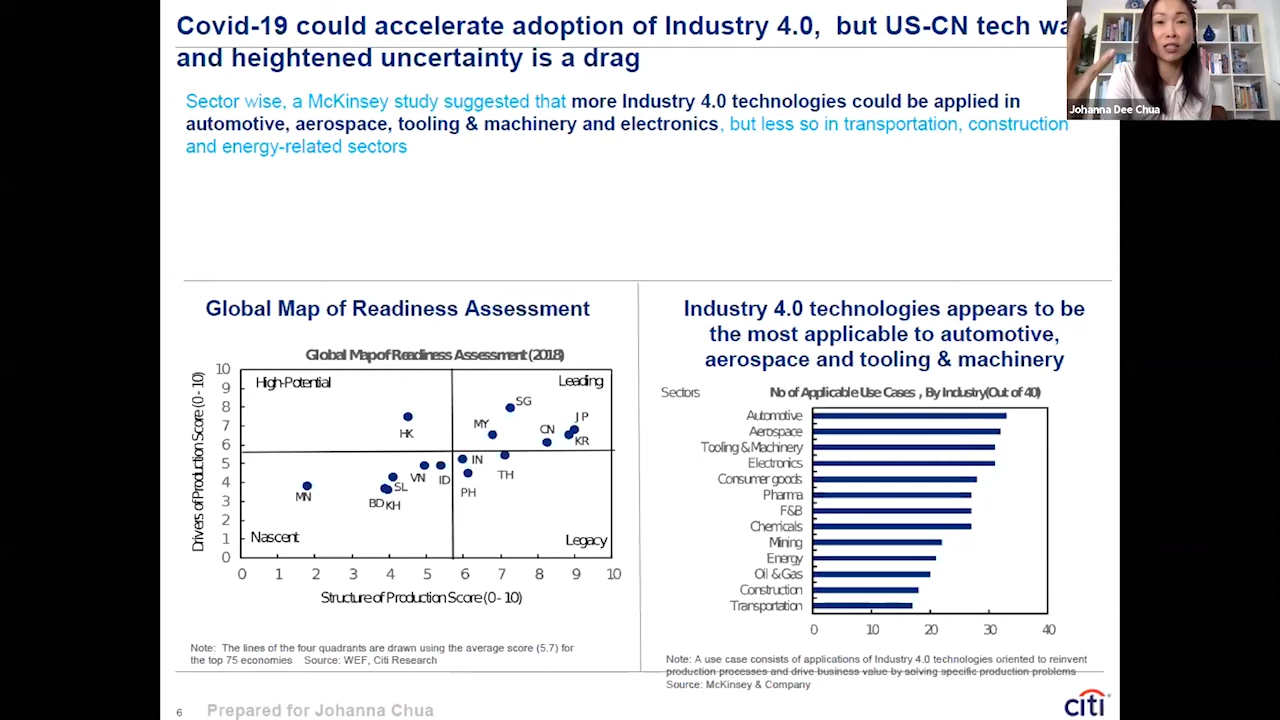 Covid-19 could accelerate adoption of Industry 4.0, but US-CN tech
and heightened uncertainty is a drag
Johanna Dee Chua
Sector wise, a McKinsey study suggested that more Industry 4.0 technologies could be applied in
automotive, aerospace, tooling & machinery and electronics, but less so in transportation, construction
and energy-related sectors
Global Map of Readiness Assessment
Global Map of Readiness Assessment (2018)
Drivers of Production Score (0 - 10)
10
9
8
7
6
5
4
3
2
1
0
High-Potential
Leading
SG
MY
JP
CN
HK
KR
IN
VN
ID
TH
SL
PH
MN
BD
KH
Nascent
Legacy
0 1 2 3 4 5 6 7 8 9 10
Structure of Production Score (0 - 10)
Note: The lines of the four quadrants are drawn using the average score (5.7) for
the top 75 economies Source: WEF, Citi Research
Industry 4.0 technologies appears to be
the most applicable to automotive,
aerospace and tooling & machinery
Sectors
No of Applicable Use Cases , By Industry (Out of 40)
Automotive
Aerospace
Tooling & Machinery
Electronics
Consumer goods
Pharma
F&B
Chemicals
Mining
Energy
Oil & Gas
Construction
Transportation
0 10 20 30 40
Note: A use case consists of applications of Industry 4.0 technologies oriented to reinvent
production processes and drive business value by solving specific production problems
Source: McKinsey & Company
6 Prepared for Johanna Chua
citi